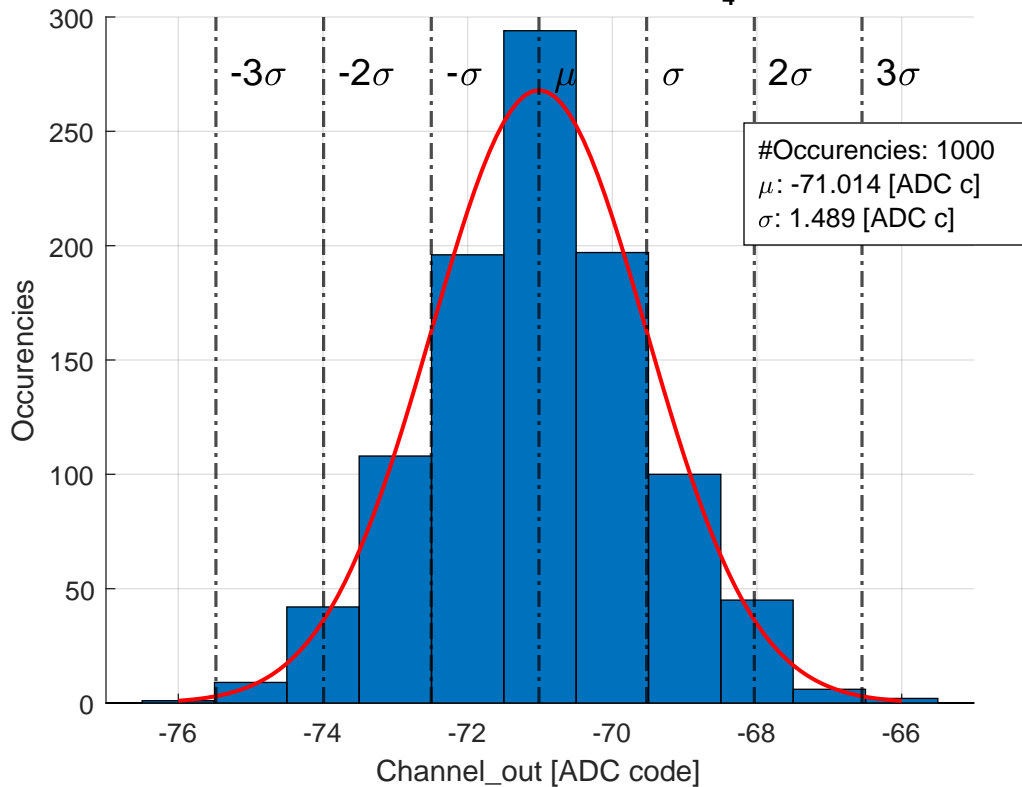 4
300
250
200
150
100
50
0
Occurencies
-3σ -2σ -σ μ σ 2σ 3σ
#Occurencies: 1000
μ: -71.014 [ADC c]
σ: 1.489 [ADC c]
-76 -74 -72 -70 -68 -66
Channel_out [ADC code]